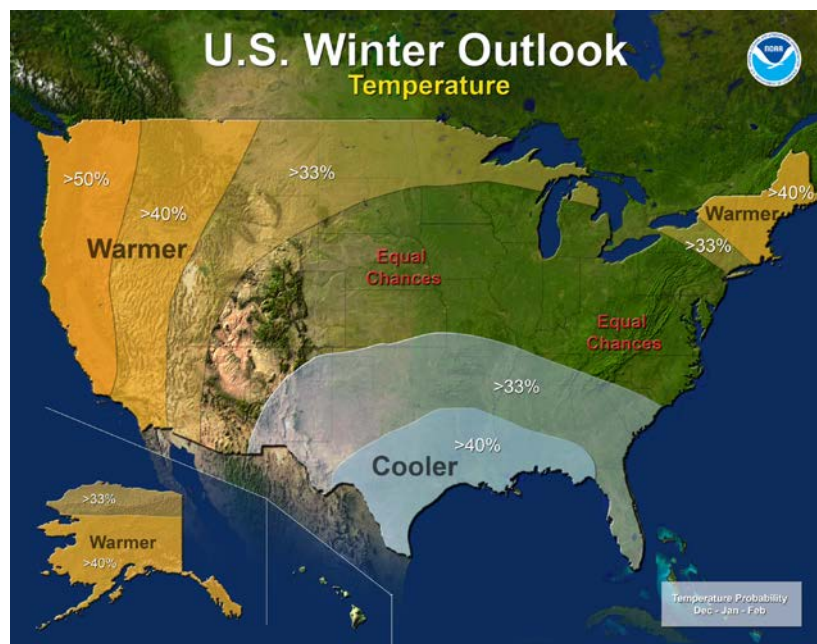 U.S. Winter Outlook
Temperature
NOAA
>50%
>40%
>33%
Warmer
>40%
Warmer
>33%
Equal
Chances
Equal
Chances
>33%
>40%
Cooler
>33%
Warmer
>40%
Temperature Probability
Dec - Jan - Feb